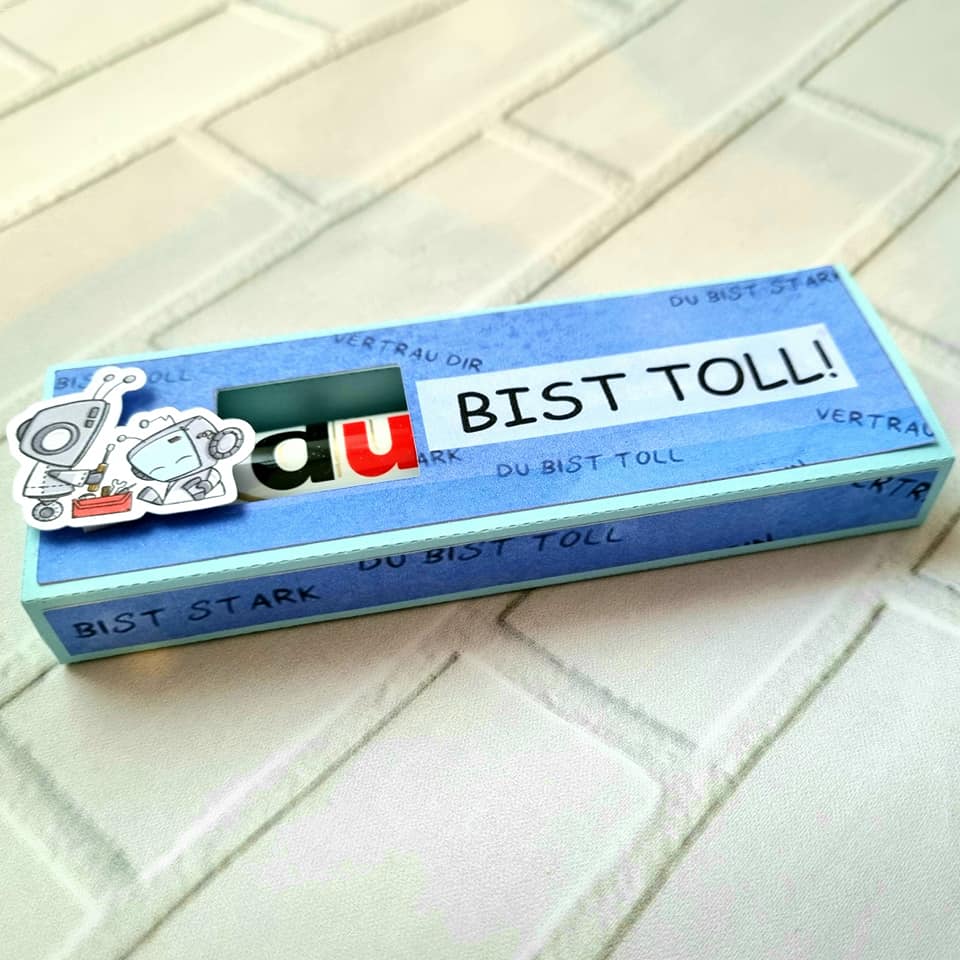 DU BIST STARK
VERTRAU DIR
BIST TOLL
du BIST TOLL!
VERTRAU
ARK
DU BIST TOLL
DU BIST TOLL
BIST STARK